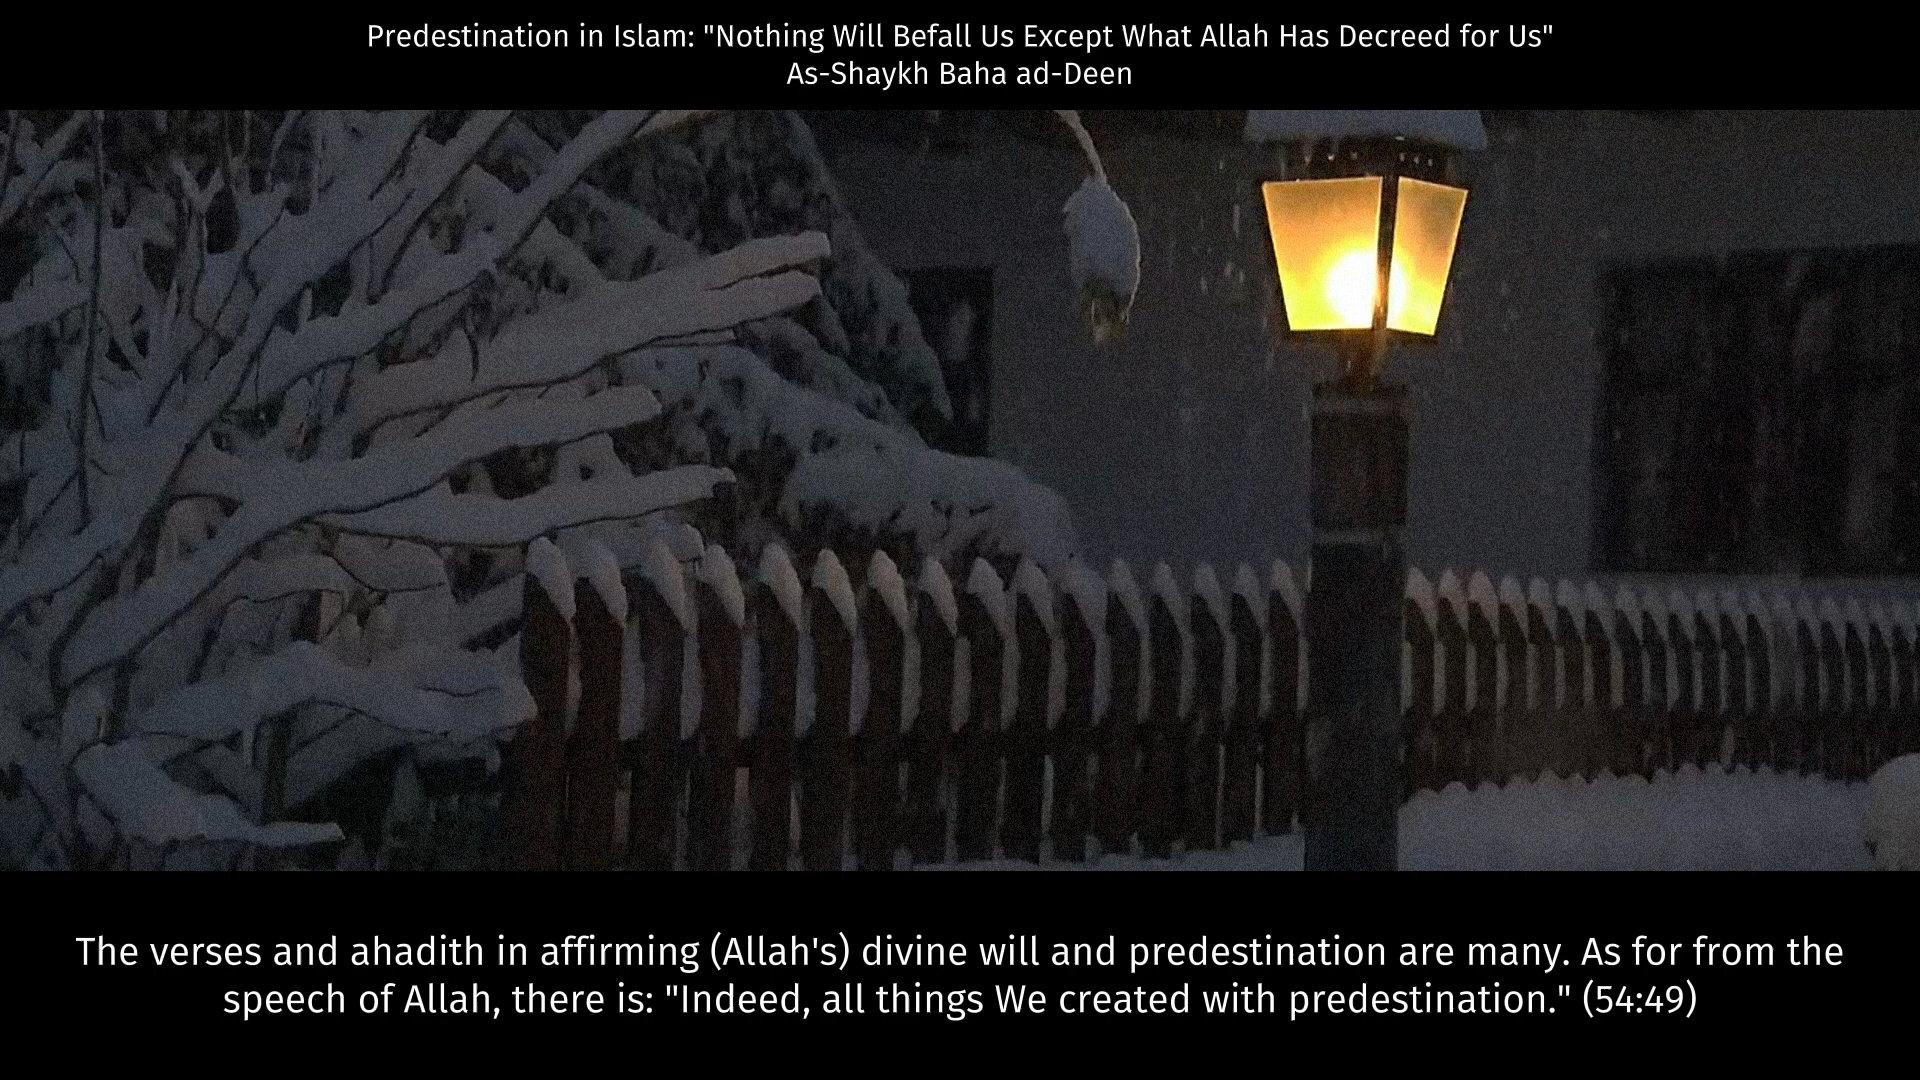 Predestination in Islam: "Nothing Will Befall Us Except What Allah Has Decreed for Us"
As-Shaykh Baha ad-Deen
The verses and ahadith in affirming (Allah's) divine will and predestination are many. As for from the
speech of Allah, there is: "Indeed, all things We created with predestination." (54:49)